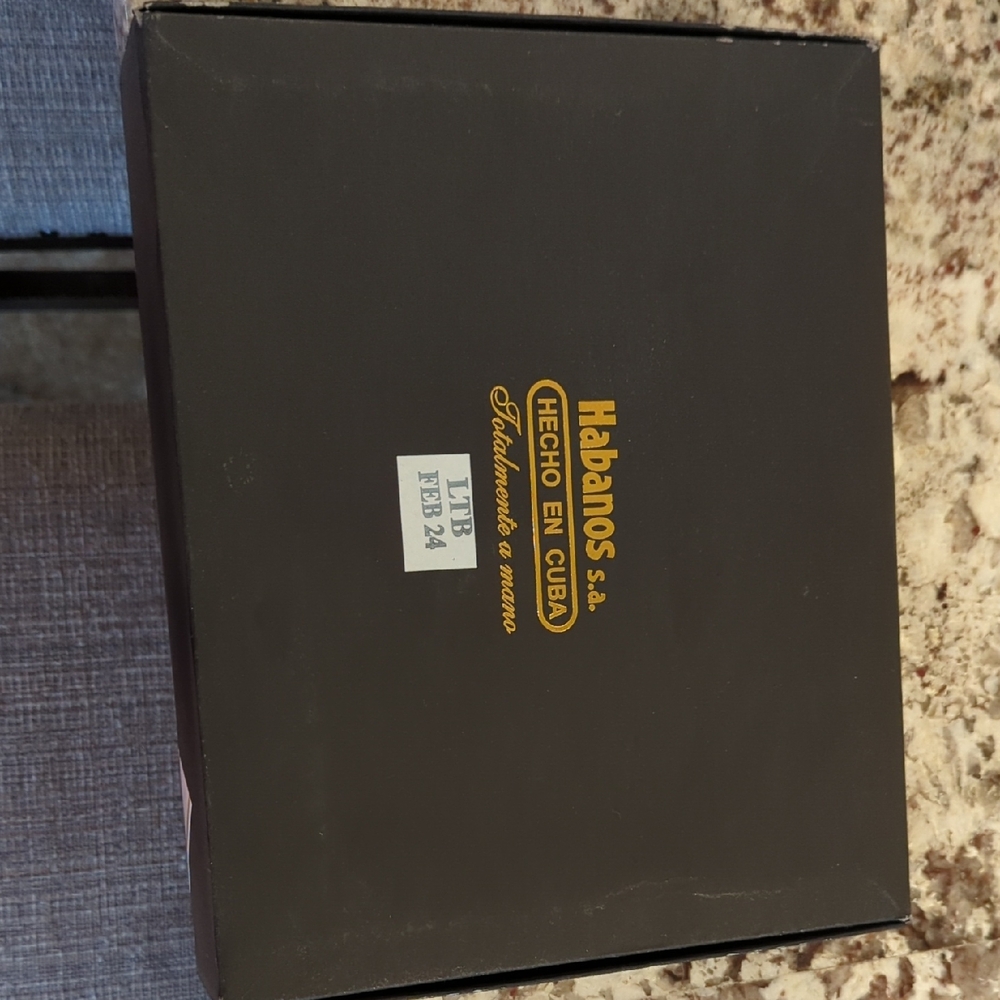 Habanos s.a.
HECHO EN CUBA
Totalmente a mano
LTB
FEB 24